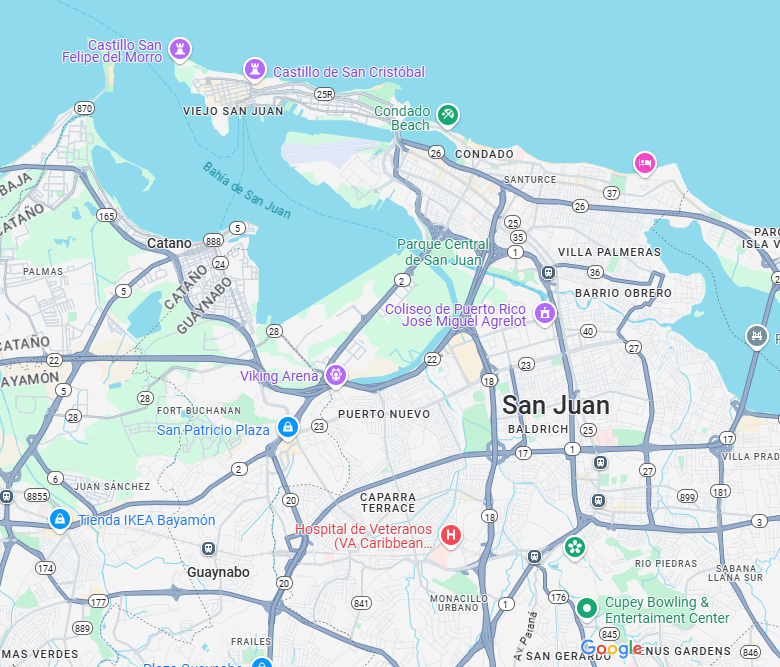 Castillo San
Felipe del Morro
Castillo de San Cristóbal
25R
870
VIEJO SAN JUAN
Condado
Beach
26
CONDADO
SANTURCE
37
26
BAJA
CATAÑO
Bahía de San Juan
165
5
888
Catano
24
25
35
1
Parque Central
de San Juan
VILLA PALMERAS
PAR
ISLA V
PALMAS
CATAÑO
GUAYNABO
2
36
BARRIO OBRERO
5
Coliseo de Puerto Rico
José Miguel Agrelot
28
40
27
CATAÑO
BAYAMÓN
22
22
23
Viking Arena
18
5
28
28
FORT BUCHANAN
PUERTO NUEVO
San Juan
BALDRICH
25
San Patricio Plaza
23
17
17
1
VILLA PRAD
2
6
27
JUAN SÁNCHEZ
8855
20
CAPARRA
TERRACE
899
181
18
3
Tienda IKEA Bayamón
Hospital de Veteranos
(VA Caribbean...
174
Guaynabo
20
RIO PIEDRAS
SABANA
LLANA SUR
177
841
MONACILLO
URBANO
1
176
Cupey Bowling &
Entertaiment Center
889
Av. Paraná
845
FRAILES
MAS VERDES
SAN GERARDO
Google
ENUS GARDENS
846
Plaza Guaynabo